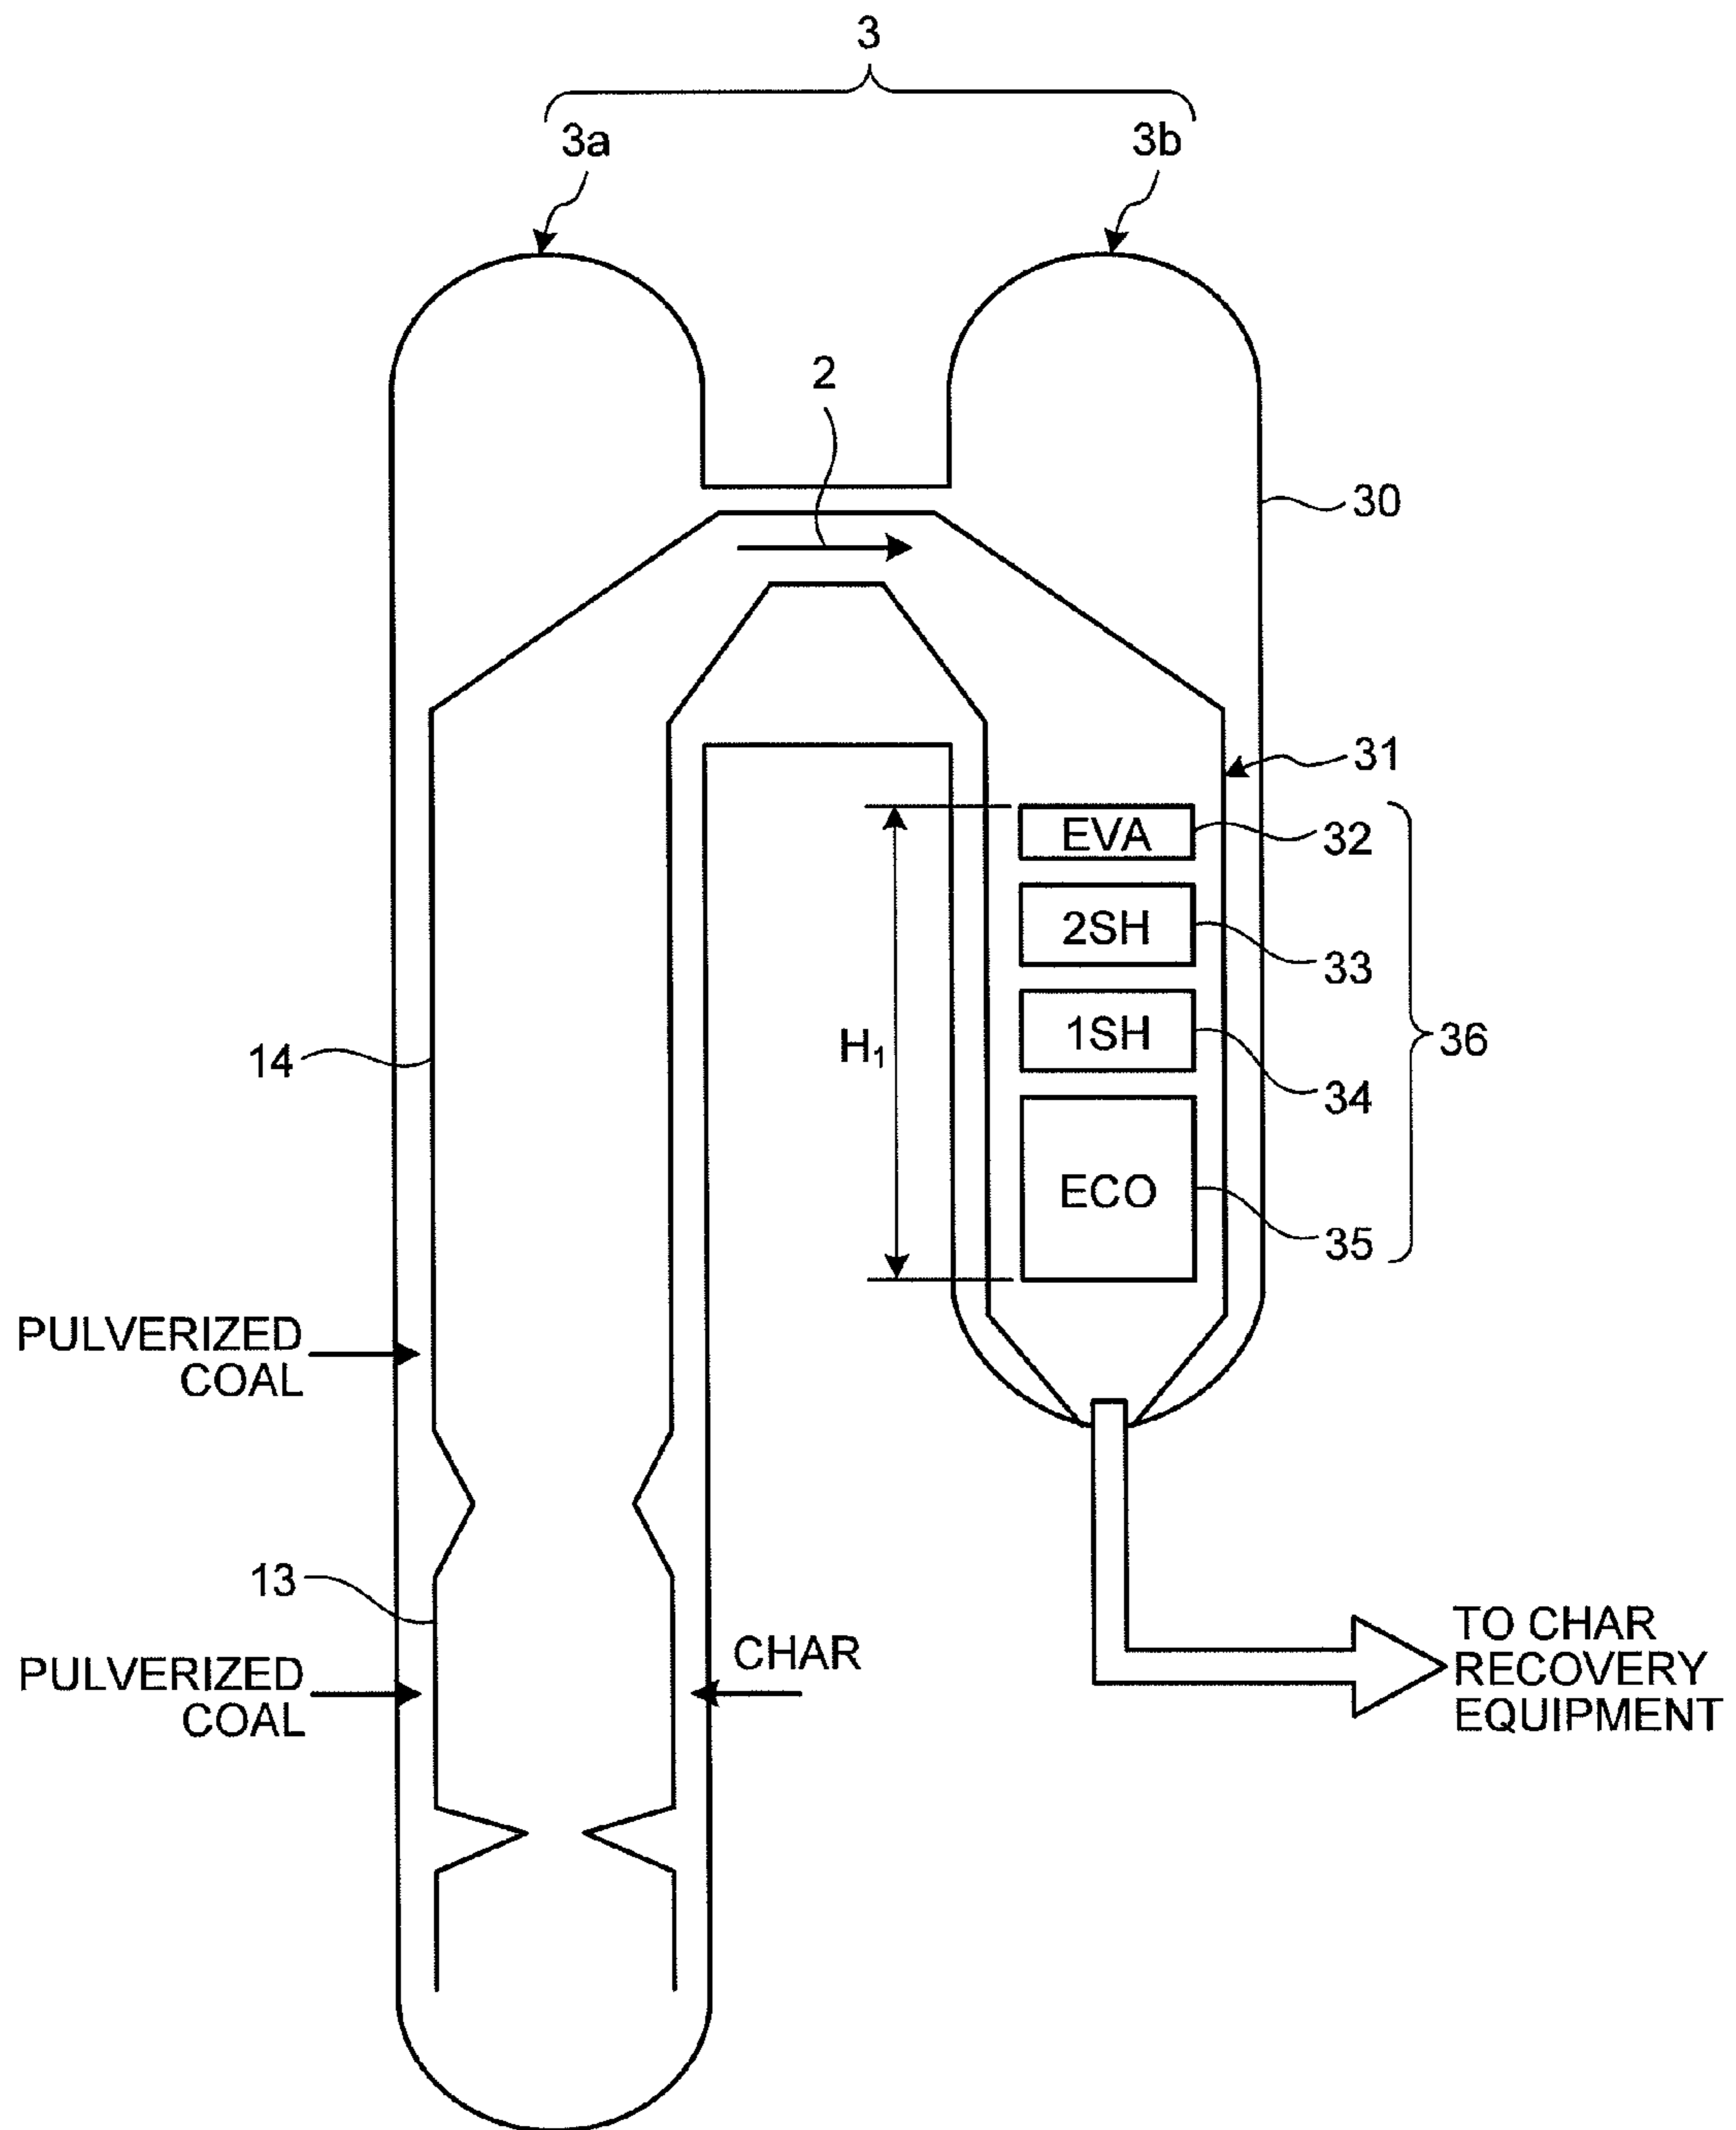 3
3a
3b
2
30
31
EVA
32
2SH
33
1SH
34
36
H₁
14
ECO
35
PULVERIZED
COAL
13
PULVERIZED
COAL
CHAR
TO CHAR
RECOVERY
EQUIPMENT